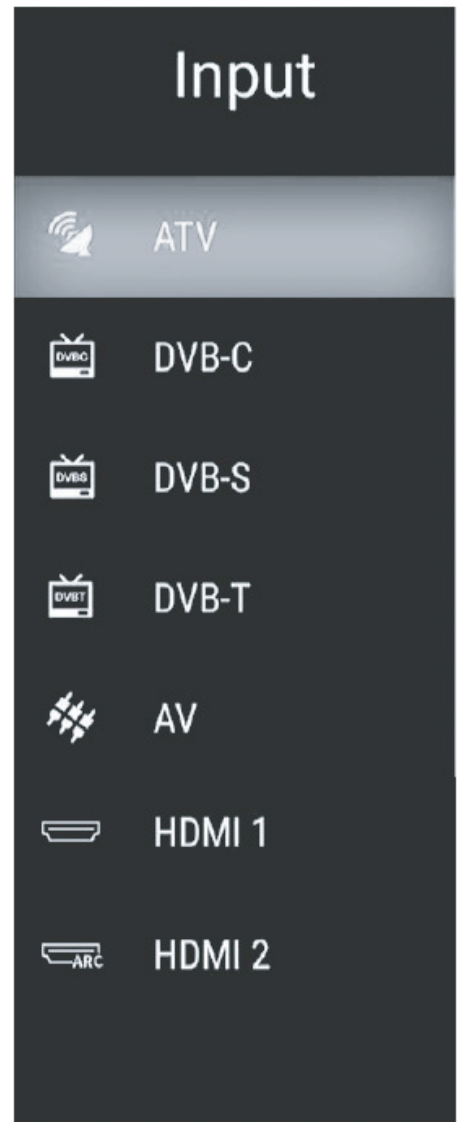 Input
ATV
DVBC DVB-C
DVBS DVB-S
DVBT DVB-T
AV
HDMI 1
ARC HDMI 2